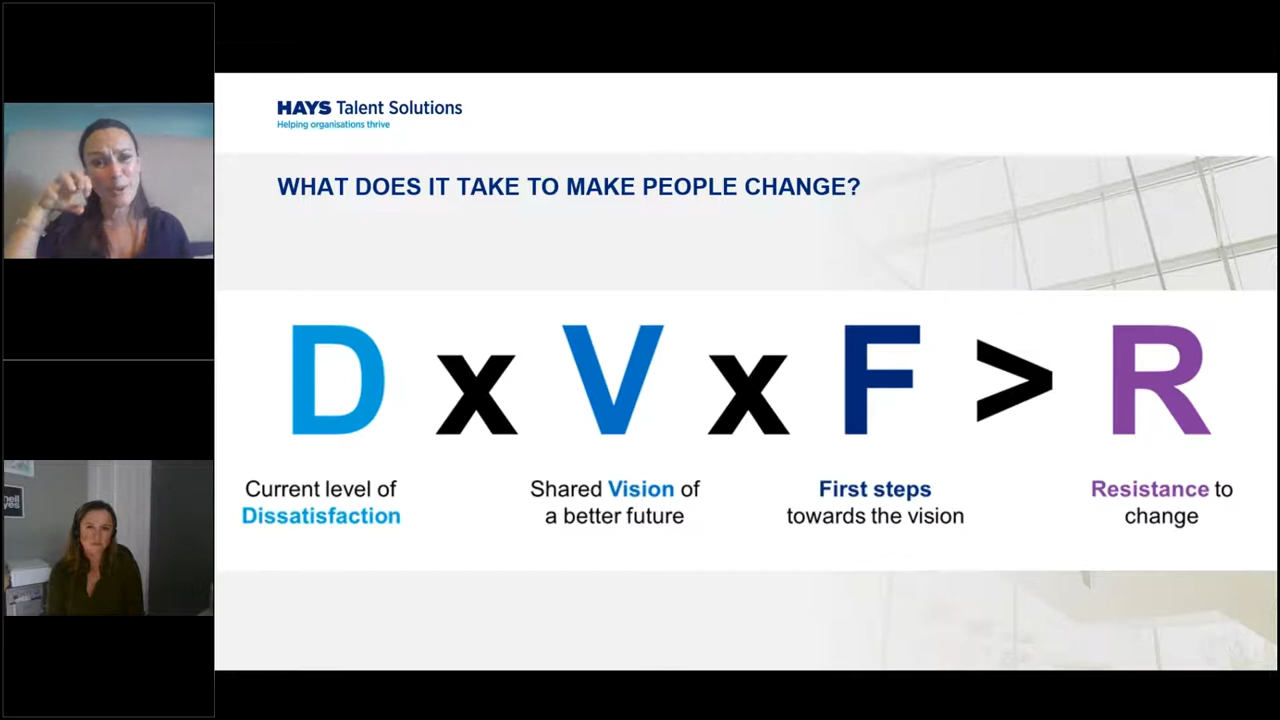 HAYS Talent Solutions
Helping organisations thrive
WHAT DOES IT TAKE TO MAKE PEOPLE CHANGE?
D x V x F > R
Current level of
Dissatisfaction
Shared Vision of
a better future
First steps
towards the vision
Resistance to
change
yes